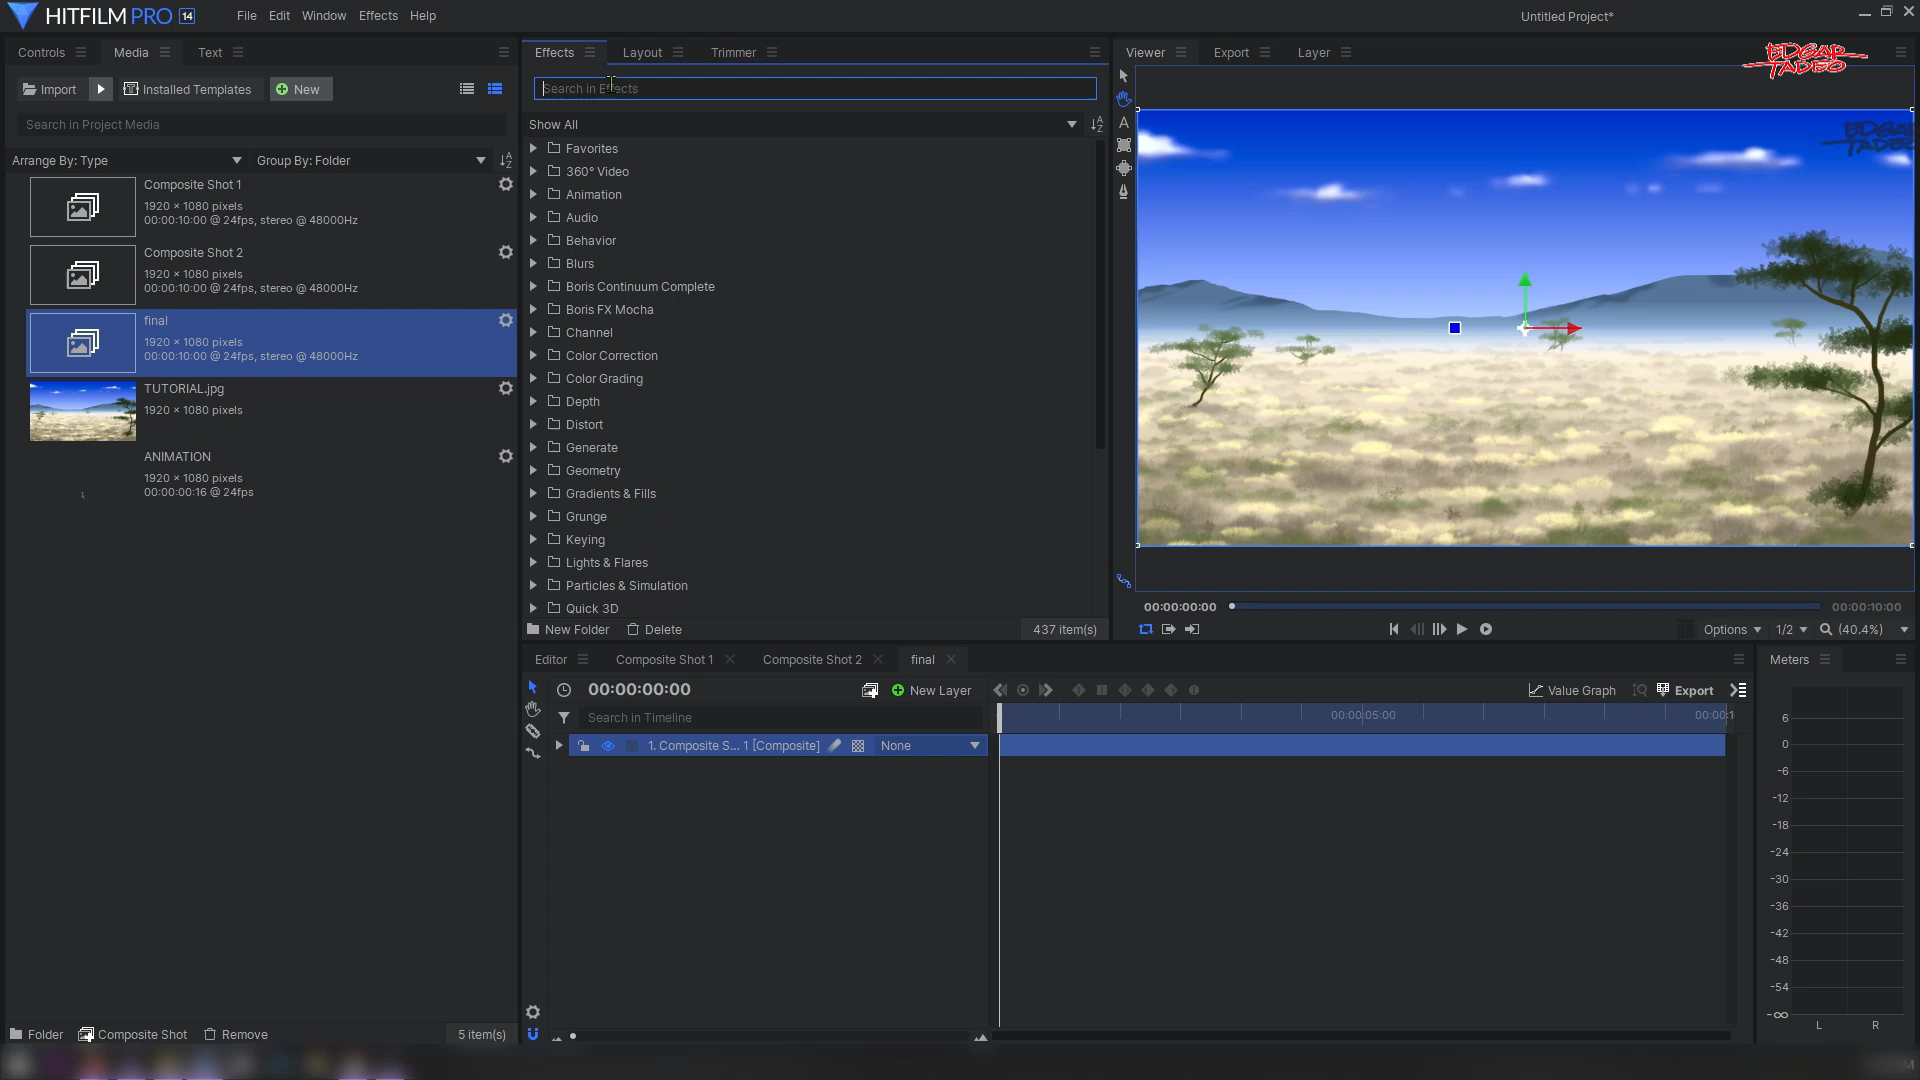 HITFILM PRO 14
File Edit Window Effects Help
Untitled Project*
Controls Media Text
Import Installed Templates New
Search in Project Media
Arrange By: Type Group By: Folder
Composite Shot 1
1920 × 1080 pixels
00:00:10:00 @ 24fps, stereo @ 48000Hz
Composite Shot 2
1920 × 1080 pixels
00:00:10:00 @ 24fps, stereo @ 48000Hz
final
1920 × 1080 pixels
00:00:10:00 @ 24fps, stereo @ 48000Hz
TUTORIAL.jpg
1920 × 1080 pixels
ANIMATION
1920 × 1080 pixels
00:00:00:16 @ 24fps
Folder Composite Shot Remove 5 item(s)
Effects Layout Trimmer
Search in Effects
Show All
Favorites
360° Video
Animation
Audio
Behavior
Blurs
Boris Continuum Complete
Boris FX Mocha
Channel
Color Correction
Color Grading
Depth
Distort
Generate
Geometry
Gradients & Fills
Grunge
Keying
Lights & Flares
Particles & Simulation
Quick 3D
New Folder Delete 437 item(s)
Viewer Export Layer
EDGAR
TADEO
EDGAR
TADEO
00:00:00:00 00:00:10:00
Options 1/2 (40.4%)
Editor Composite Shot 1 Composite Shot 2 final
00:00:00:00 New Layer Value Graph Export
Search in Timeline 00:00:05:00 00:00:1
1. Composite S... 1 [Composite] None
Meters
6
0
-6
-12
-18
-24
-30
-36
-42
-48
-54
-∞
L R